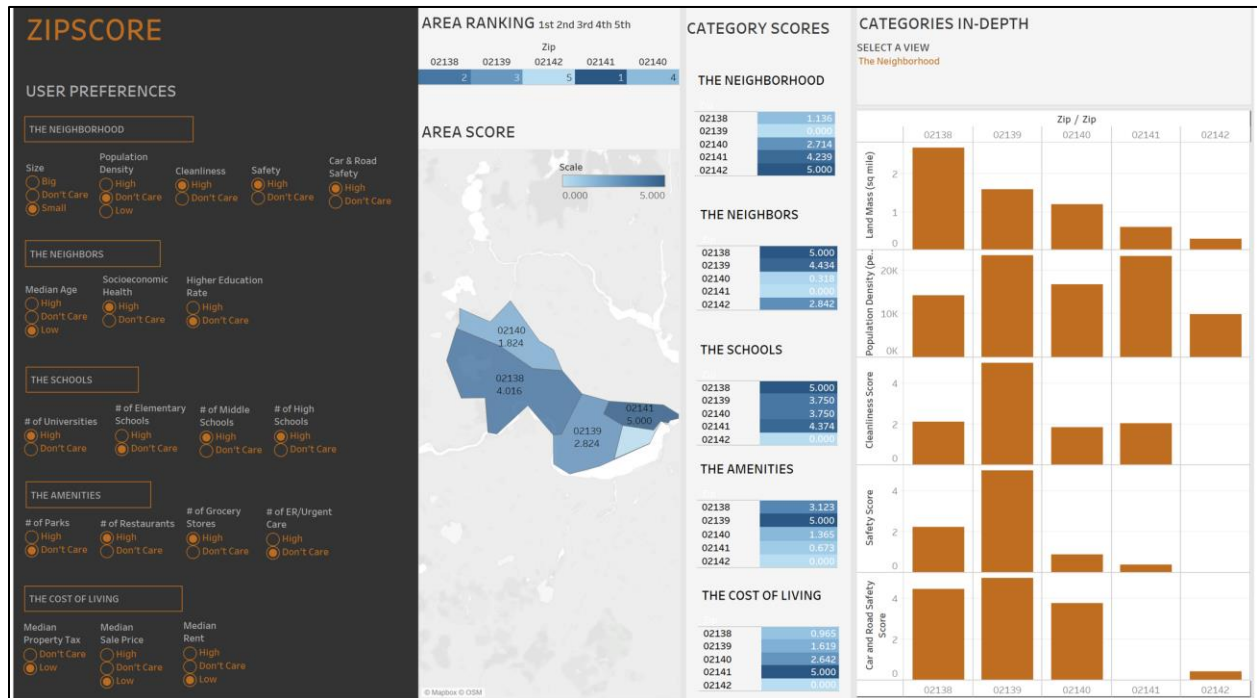 ZIPSCORE
USER PREFERENCES
THE NEIGHBORHOOD
Size
Big
Don't Care
Small
Population
Density
High
Don't Care
Low
Cleanliness
High
Don't Care
Safety
High
Don't Care
Car & Road
Safety
High
Don't Care
THE NEIGHBORS
Median Age
High
Don't Care
Low
Socioeconomic
Health
High
Don't Care
Higher Education
Rate
High
Don't Care
THE SCHOOLS
# of Universities
High
Don't Care
# of Elementary
Schools
High
Don't Care
# of Middle
Schools
High
Don't Care
# of High
Schools
High
Don't Care
THE AMENITIES
# of Parks
High
Don't Care
# of Restaurants
High
Don't Care
# of Grocery
Stores
High
Don't Care
# of ER/Urgent
Care
High
Don't Care
THE COST OF LIVING
Median
Property Tax
Don't Care
Low
Median
Sale Price
High
Don't Care
Low
Median
Rent
High
Don't Care
Low
AREA RANKING 1st 2nd 3rd 4th 5th
Zip
02138 02139 02142 02141 02140
2 3 5 1 4
AREA SCORE
Scale
0.000 5.000
02140
1.824
02138
4.016
02141
5.000
02139
2.824
© Mapbox © OSM
CATEGORY SCORES
THE NEIGHBORHOOD
02138 1.136
02139 0.000
02140 2.714
02141 4.239
02142 5.000
THE NEIGHBORS
02138 5.000
02139 4.434
02140 0.318
02141 0.000
02142 2.842
THE SCHOOLS
02138 5.000
02139 3.750
02140 3.750
02141 4.374
02142 0.000
THE AMENITIES
02138 3.123
02139 5.000
02140 1.365
02141 0.673
02142 0.000
THE COST OF LIVING
02138 0.965
02139 1.619
02140 2.642
02141 5.000
02142 0.000
CATEGORIES IN-DEPTH
SELECT A VIEW
The Neighborhood
Zip / Zip
02138 02139 02140 02141 02142
Land Mass (sq mile)
2
1
0
Population Density (pe..
20K
10K
0K
Cleanliness Score
4
2
0
Safety Score
4
2
0
Car and Road Safety
Score
4
2
0
02138 02139 02140 02141 02142